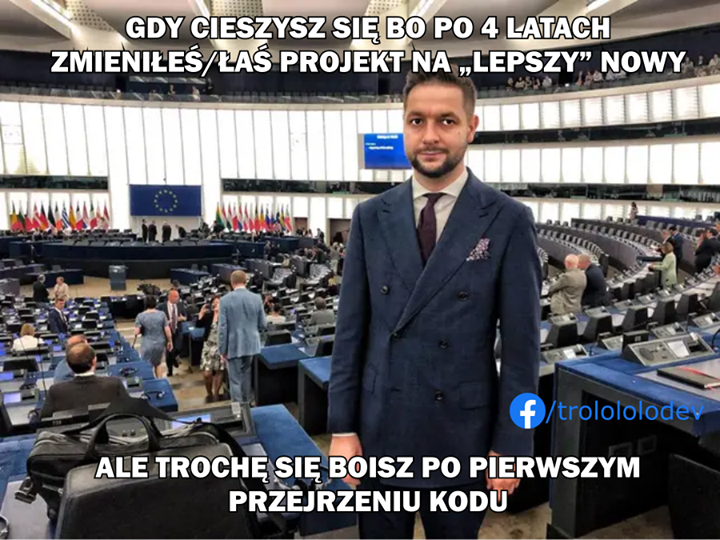 GDY CIESZYSZ SIĘ BO PO 4 LATACH
ZMIENIŁEŚ/ŁAŚ PROJEKT NA „LEPSZY” NOWY
/trolololodev
ALE TROCHĘ SIĘ BOISZ PO PIERWSZYM
PRZEJRZENIU KODU